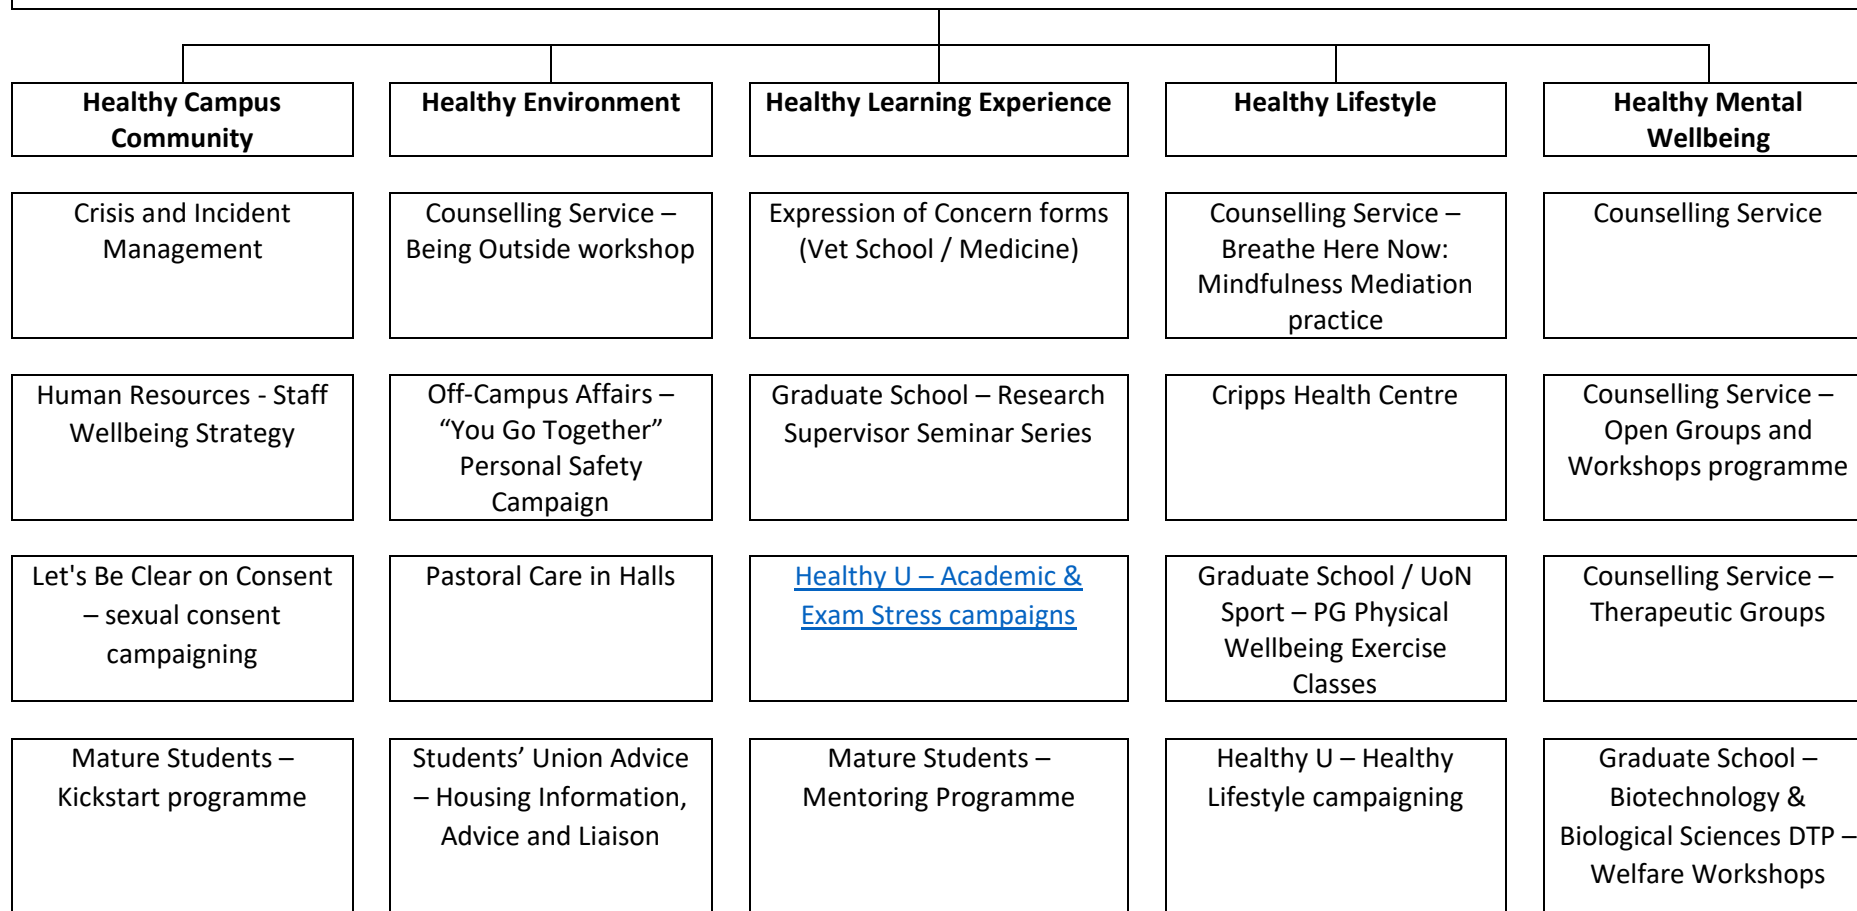 Healthy Campus
Community
Healthy Environment
Healthy Learning Experience
Healthy Lifestyle
Healthy Mental
Wellbeing
Crisis and Incident
Management
Counselling Service –
Being Outside workshop
Expression of Concern forms
(Vet School / Medicine)
Counselling Service –
Breathe Here Now:
Mindfulness Mediation
practice
Counselling Service
Human Resources - Staff
Wellbeing Strategy
Off-Campus Affairs –
“You Go Together”
Personal Safety
Campaign
Graduate School – Research
Supervisor Seminar Series
Cripps Health Centre
Counselling Service –
Open Groups and
Workshops programme
Let's Be Clear on Consent
– sexual consent
campaigning
Pastoral Care in Halls
Healthy U – Academic &
Exam Stress campaigns
Graduate School / UoN
Sport – PG Physical
Wellbeing Exercise
Classes
Counselling Service –
Therapeutic Groups
Mature Students –
Kickstart programme
Students’ Union Advice
– Housing Information,
Advice and Liaison
Mature Students –
Mentoring Programme
Healthy U – Healthy
Lifestyle campaigning
Graduate School –
Biotechnology &
Biological Sciences DTP –
Welfare Workshops